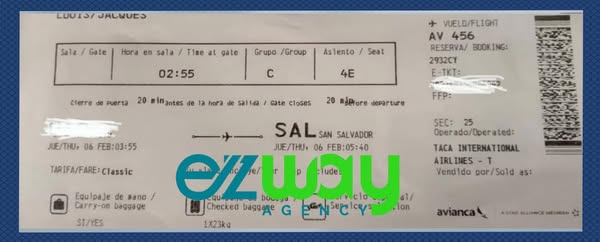 LOUIS/JACQUES
VUELO/FLIGHT
AV 456
Sala / Gate
Hora en sala / Time at gate
Grupo /Group
Asiento / Seat
02:55
C
4E
RESERVA/ BOOKING:
2932CY
E-TKT:
FFP:
Cierre de puerta 20 min antes de la hora de salida / Gate closes 20 min before departure
SEC: 25
SAL SAN SALVADOR
JUE/THU, 06 FEB:03:55
JUE/THU, 06 FEB:05:40
Operado/Operated:
TACA INTERNATIONAL
AIRLINES - T
Vendido por/Sold as:
TARIFA/FARE: Classic
ezway
AGENCY
Equipaje de mano /
Carry-on baggage
SI/YES
Equipaje
Checked baggage
1X23kg
avianca
A STAR ALLIANCE MEMBER